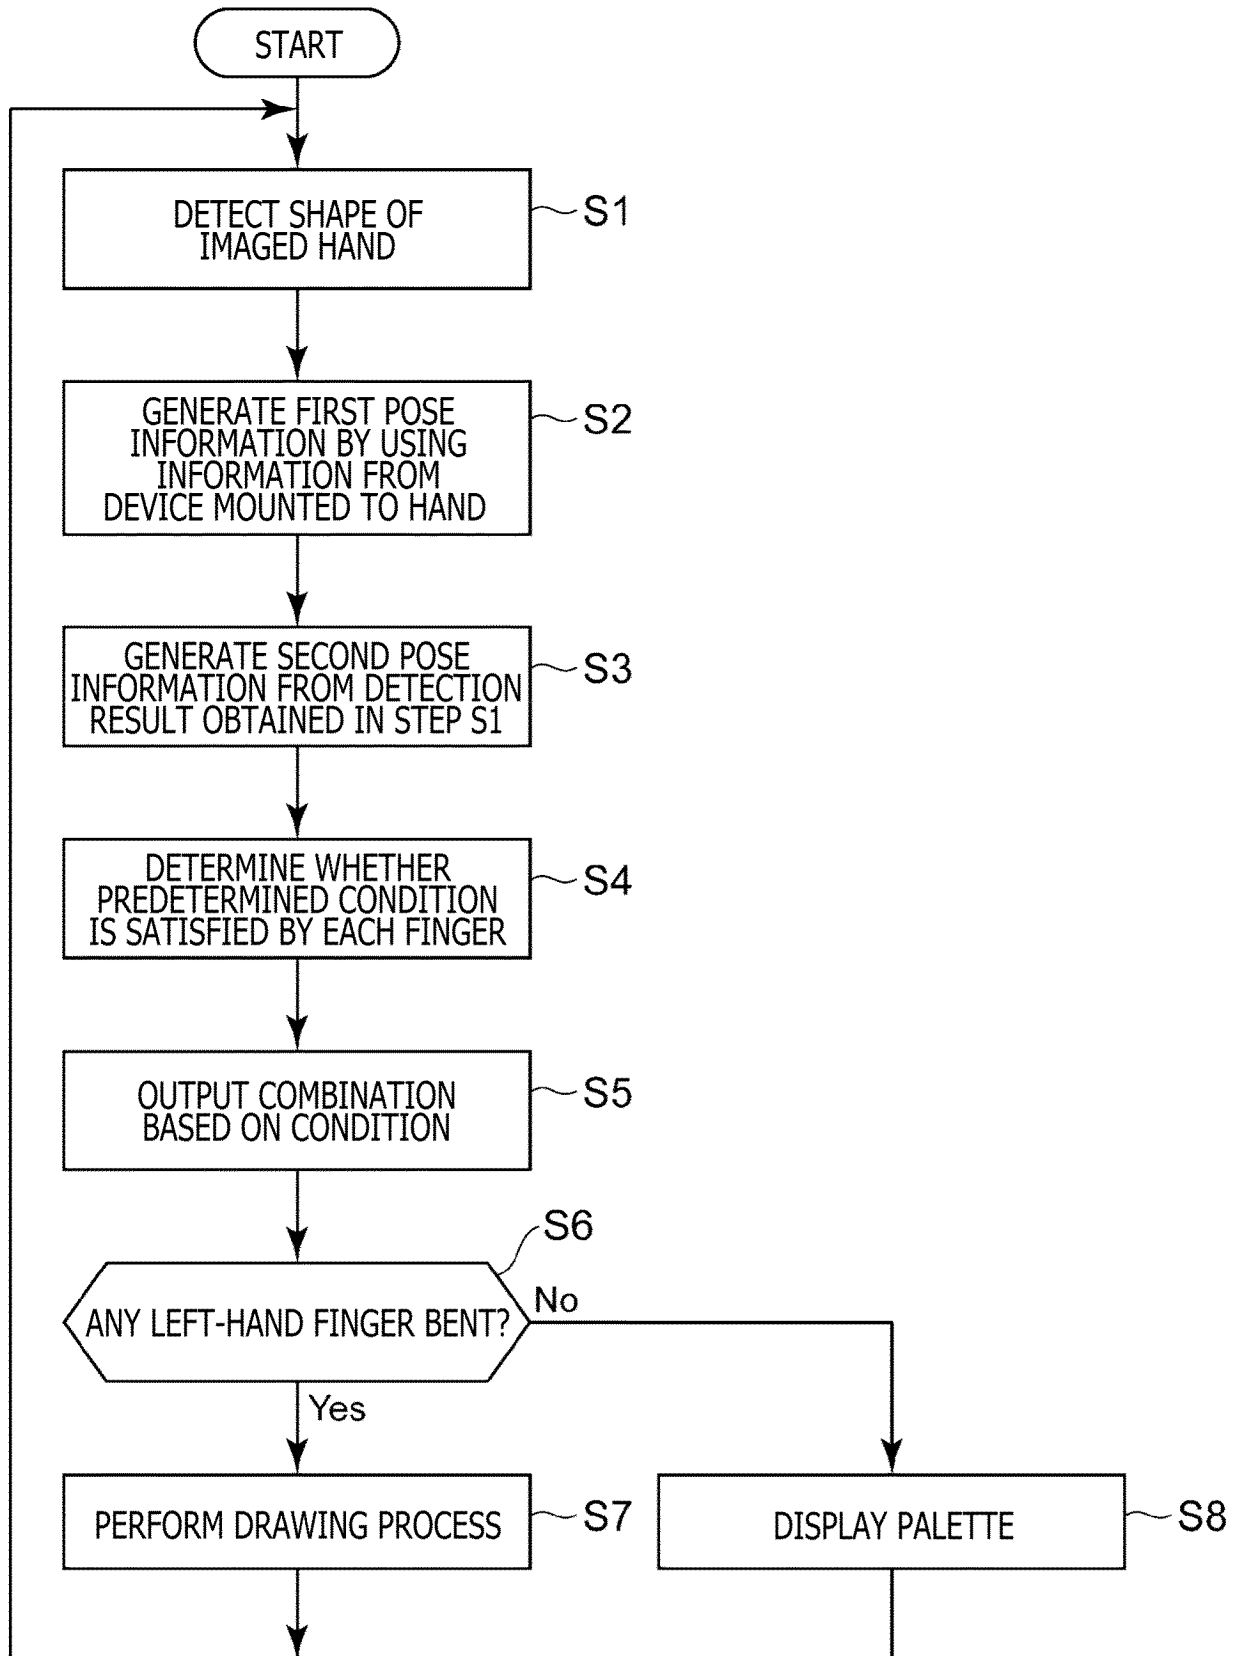 START
DETECT SHAPE OF
IMAGED HAND
S1
GENERATE FIRST POSE
INFORMATION BY USING
INFORMATION FROM
DEVICE MOUNTED TO HAND
S2
GENERATE SECOND POSE
INFORMATION FROM DETECTION
RESULT OBTAINED IN STEP S1
S3
DETERMINE WHETHER
PREDETERMINED CONDITION
IS SATISFIED BY EACH FINGER
S4
OUTPUT COMBINATION
BASED ON CONDITION
S5
S6
ANY LEFT-HAND FINGER BENT?
No
Yes
PERFORM DRAWING PROCESS
S7
DISPLAY PALETTE
S8